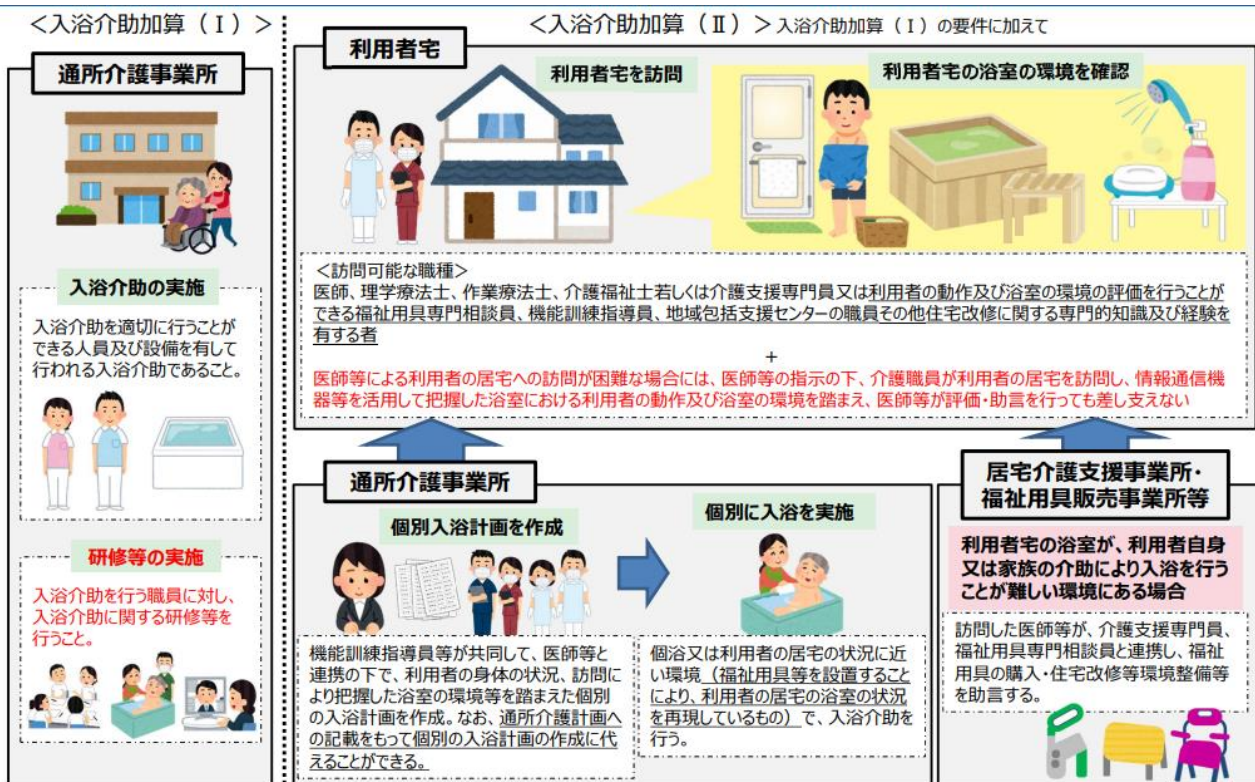 ＜入浴介助加算（Ⅰ）＞
通所介護事業所
入浴介助の実施
入浴介助を適切に行うことが
できる人員及び設備を有して
行われる入浴介助であること。
研修等の実施
入浴介助を行う職員に対し、
入浴介助に関する研修等を
行うこと。
＜入浴介助加算（Ⅱ）＞入浴介助加算（Ⅰ）の要件に加えて
利用者宅
利用者宅を訪問
利用者宅の浴室の環境を確認
＜訪問可能な職種＞
医師、理学療法士、作業療法士、介護福祉士若しくは介護支援専門員又は利用者の動作及び浴室の環境の評価を行うことが
できる福祉用具専門相談員、機能訓練指導員、地域包括支援センターの職員その他住宅改修に関する専門的知識及び経験を
有する者
＋
医師等による利用者の居宅への訪問が困難な場合には、医師等の指示の下、介護職員が利用者の居宅を訪問し、情報通信機
器等を活用して把握した浴室における利用者の動作及び浴室の環境を踏まえ、医師等が評価・助言を行っても差し支えない
通所介護事業所
個別入浴計画を作成
機能訓練指導員等が共同して、医師等と
連携の下で、利用者の身体の状況、訪問に
より把握した浴室の環境等を踏まえた個別
の入浴計画を作成。なお、通所介護計画へ
の記載をもって個別の入浴計画の作成に代
えることができる。
個別に入浴を実施
個浴又は利用者の居宅の状況に近
い環境（福祉用具等を設置すること
により、利用者の居宅の浴室の状況
を再現しているもの）で、入浴介助を
行う。
居宅介護支援事業所・
福祉用具販売事業所等
利用者宅の浴室が、利用者自身
又は家族の介助により入浴を行う
ことが難しい環境にある場合
訪問した医師等が、介護支援専門員、
福祉用具専門相談員と連携し、福祉
用具の購入・住宅改修等環境整備等
を助言する。